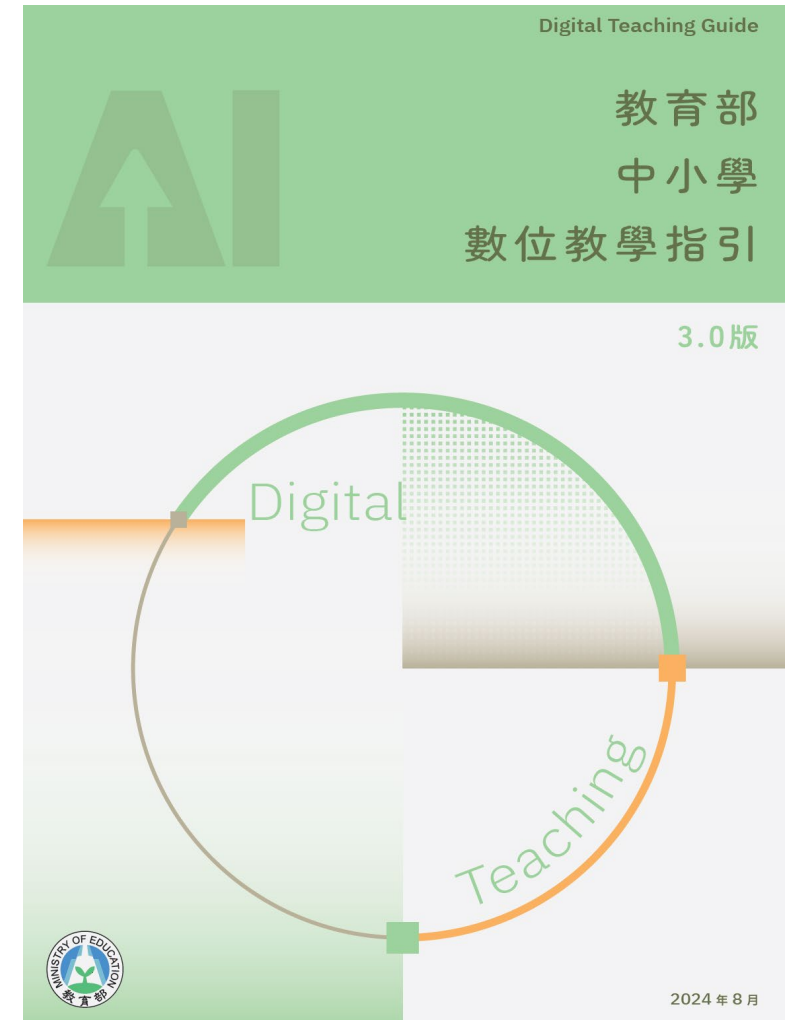 Digital Teaching Guide
AI
教育部
中小學
數位教學指引
3.0版
Digital
Teaching
MINISTRY OF EDUCATION
教育部
2024 年 8 月